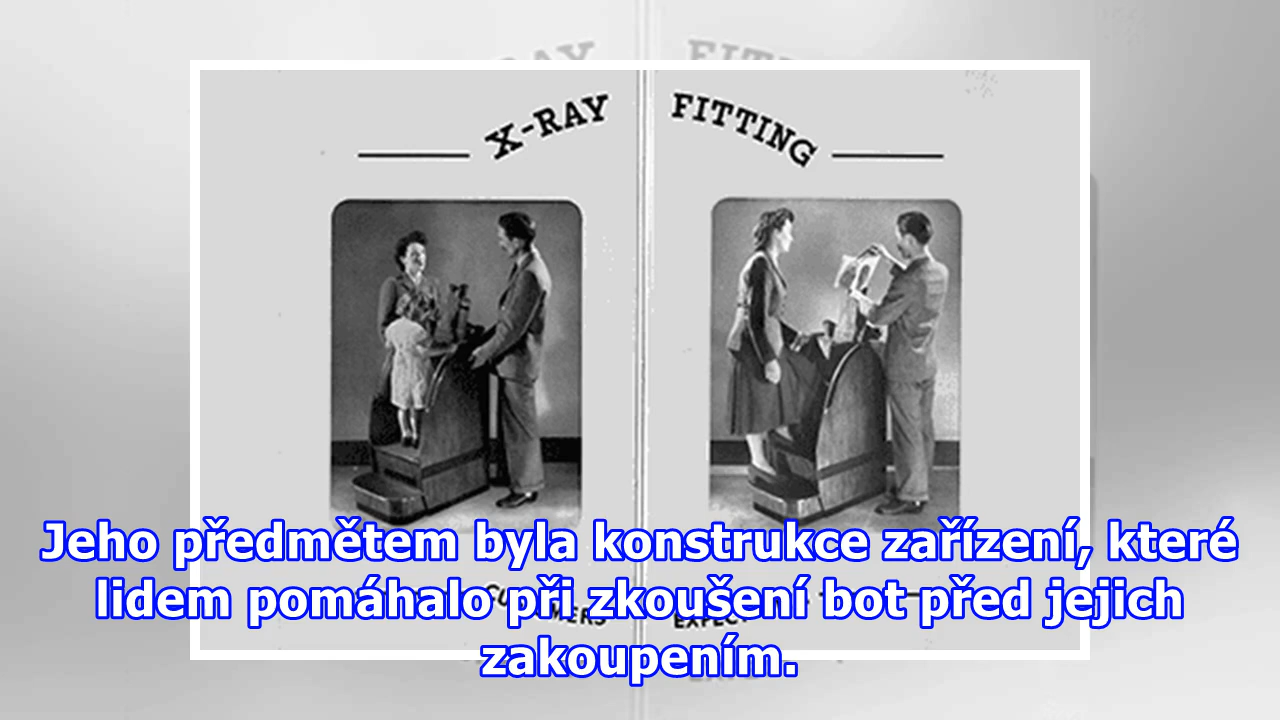 X-RAY FITTING
Jeho předmětem byla konstrukce zařízení, které
lidem pomáhalo při zkoušení bot před jejich
zakoupením.